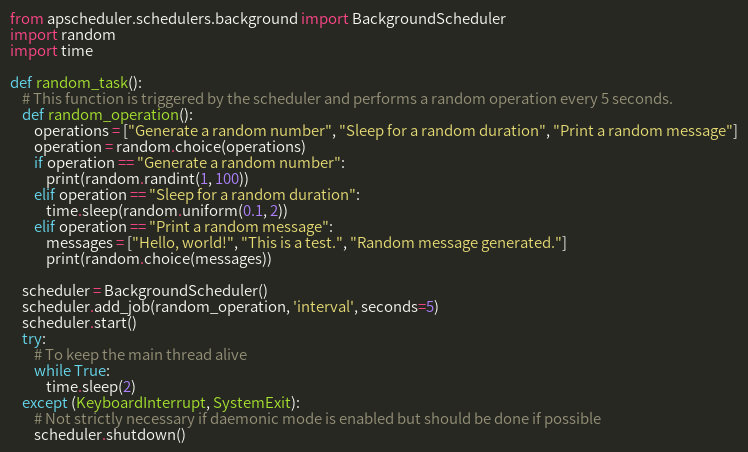 from apscheduler.schedulers.background import BackgroundScheduler
import random
import time

def random_task():
    # This function is triggered by the scheduler and performs a random operation every 5 seconds.
    def random_operation():
        operations = ["Generate a random number", "Sleep for a random duration", "Print a random message"]
        operation = random.choice(operations)
        if operation == "Generate a random number":
            print(random.randint(1, 100))
        elif operation == "Sleep for a random duration":
            time.sleep(random.uniform(0.1, 2))
        elif operation == "Print a random message":
            messages = ["Hello, world!", "This is a test.", "Random message generated."]
            print(random.choice(messages))

    scheduler = BackgroundScheduler()
    scheduler.add_job(random_operation, 'interval', seconds=5)
    scheduler.start()
    try:
        # To keep the main thread alive
        while True:
            time.sleep(2)
    except (KeyboardInterrupt, SystemExit):
        # Not strictly necessary if daemonic mode is enabled but should be done if possible
        scheduler.shutdown()